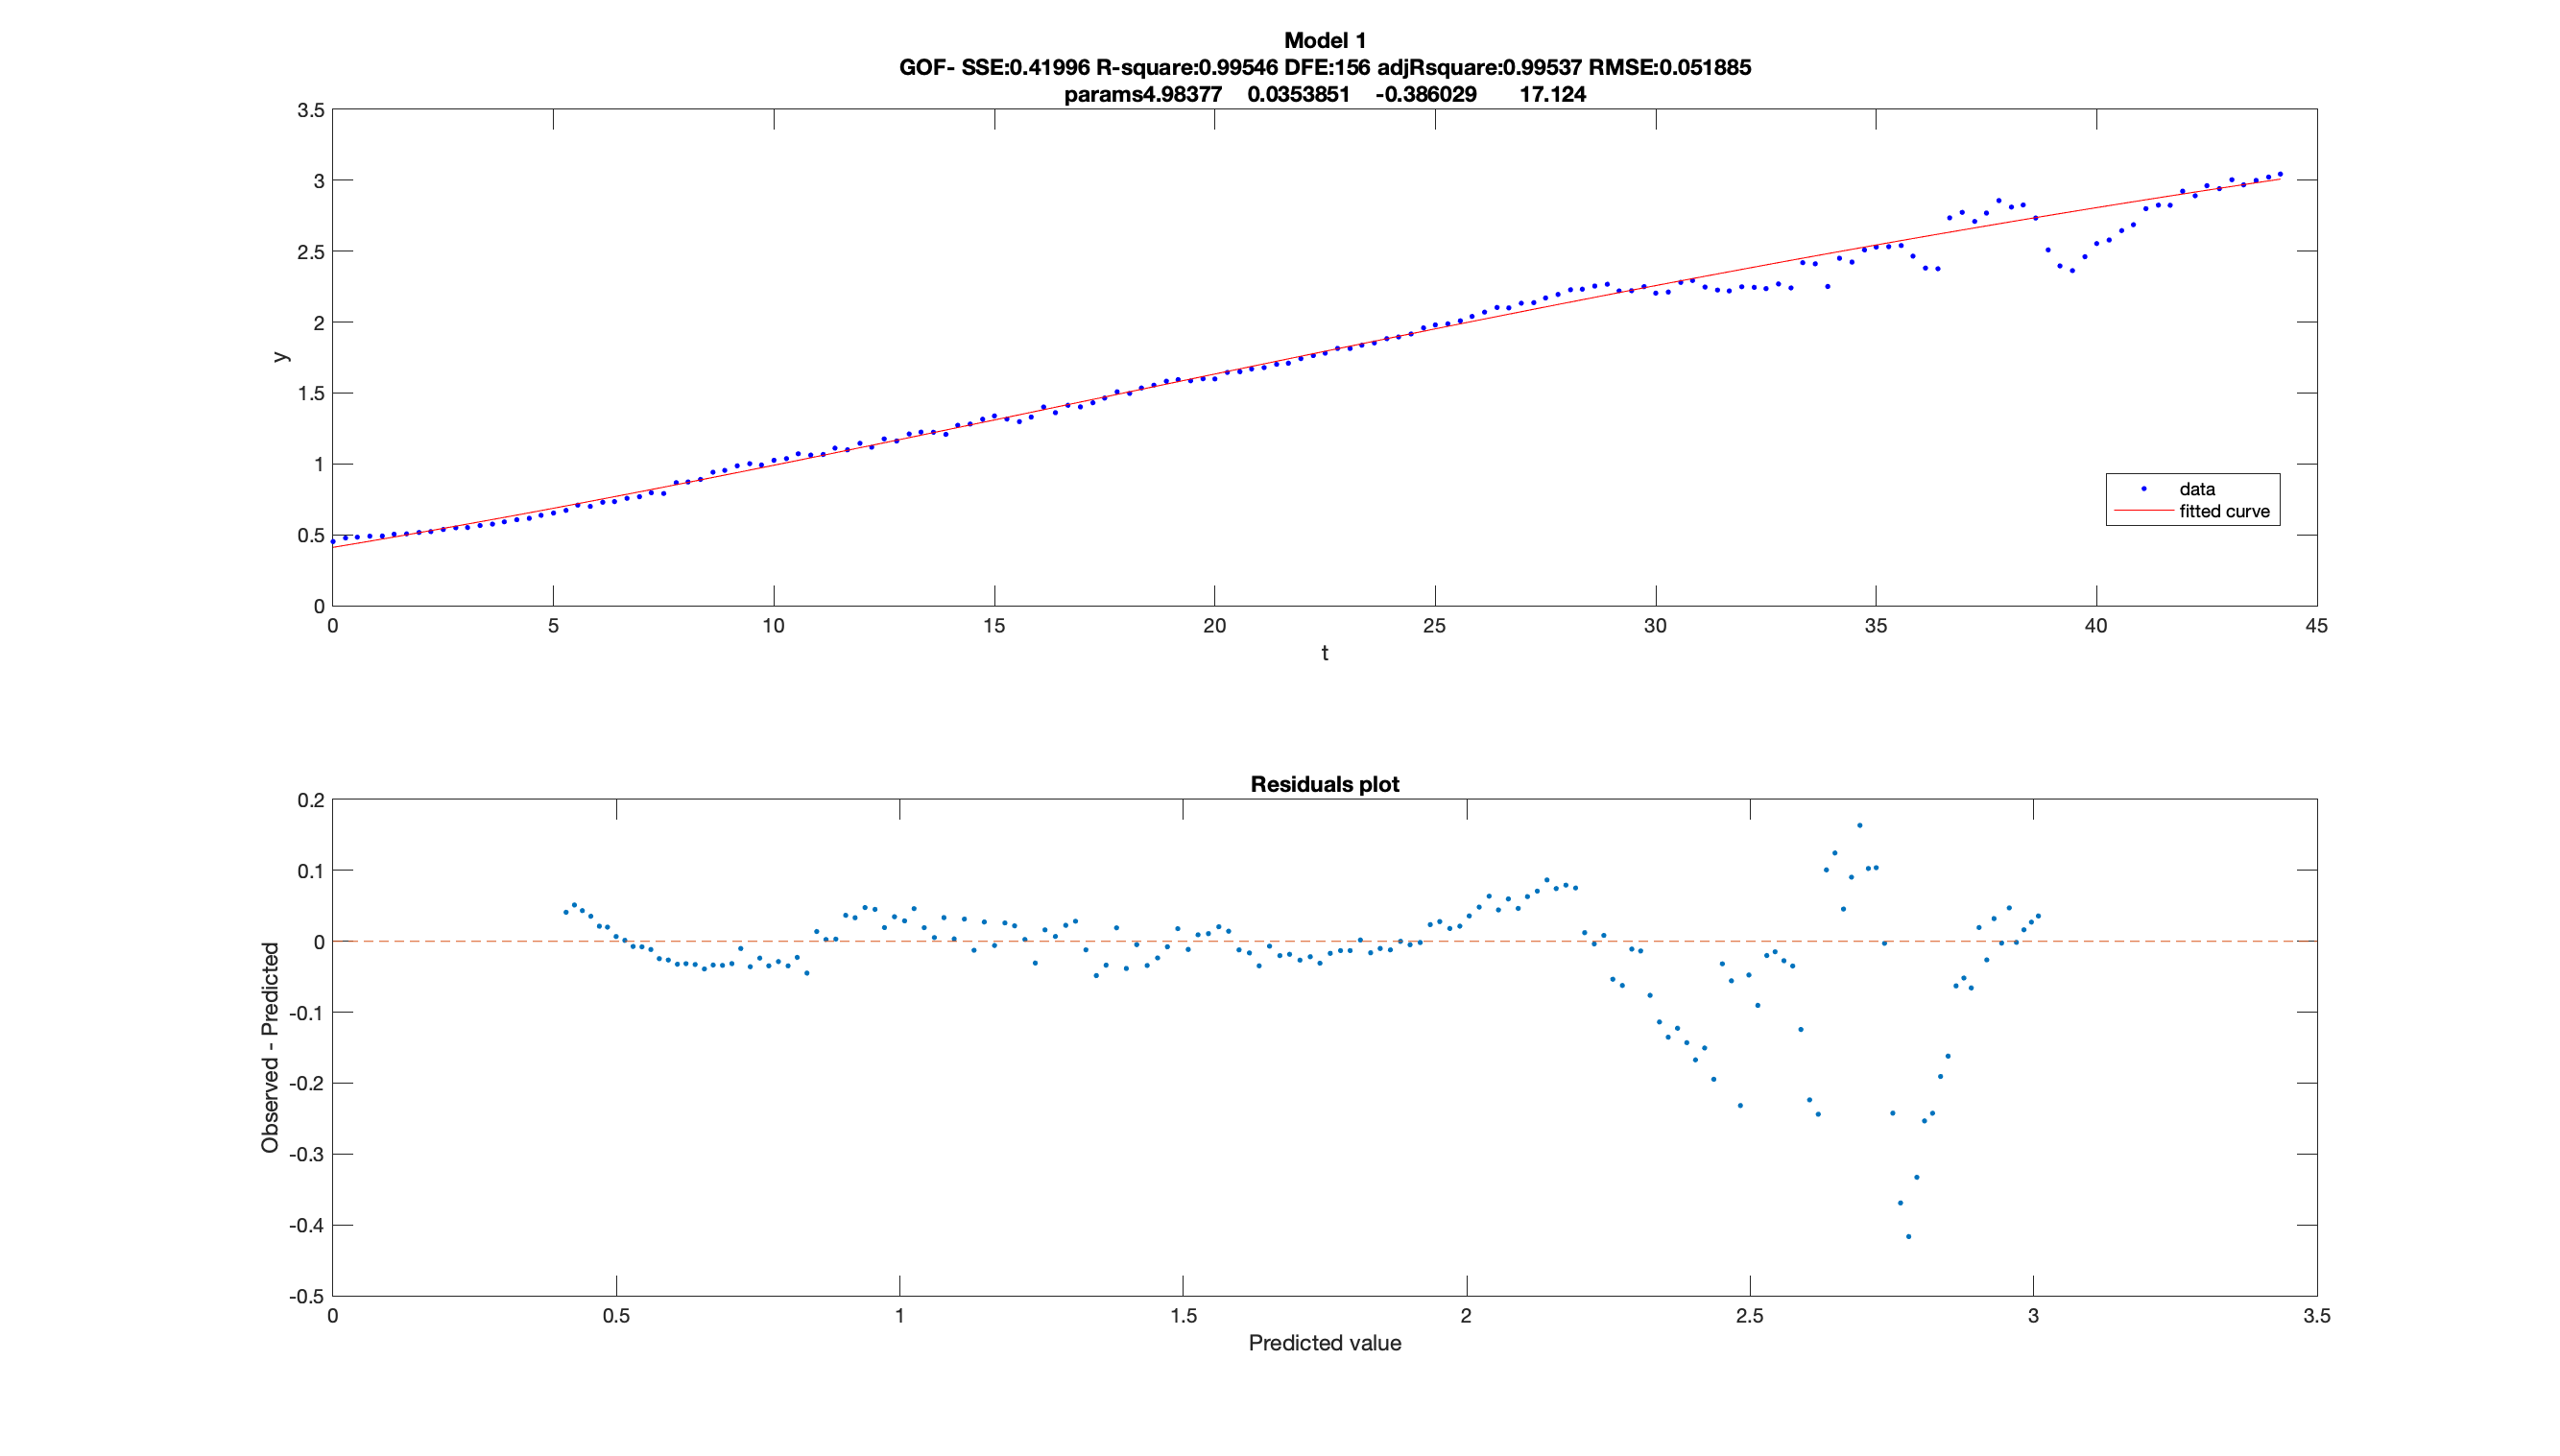 Model 1
GOF- SSE:0.41996 R-square:0.99546 DFE:156 adjRsquare:0.99537 RMSE:0.051885
params4.98377 0.0353851 -0.386029 17.124
3.5
3
2.5
2
1.5
1
0.5
0
y
0 5 10 15 20 25 30 35 40 45
t
data
fitted curve
Residuals plot
0.2
0.1
0
-0.1
-0.2
-0.3
-0.4
-0.5
Observed - Predicted
0 0.5 1 1.5 2 2.5 3 3.5
Predicted value